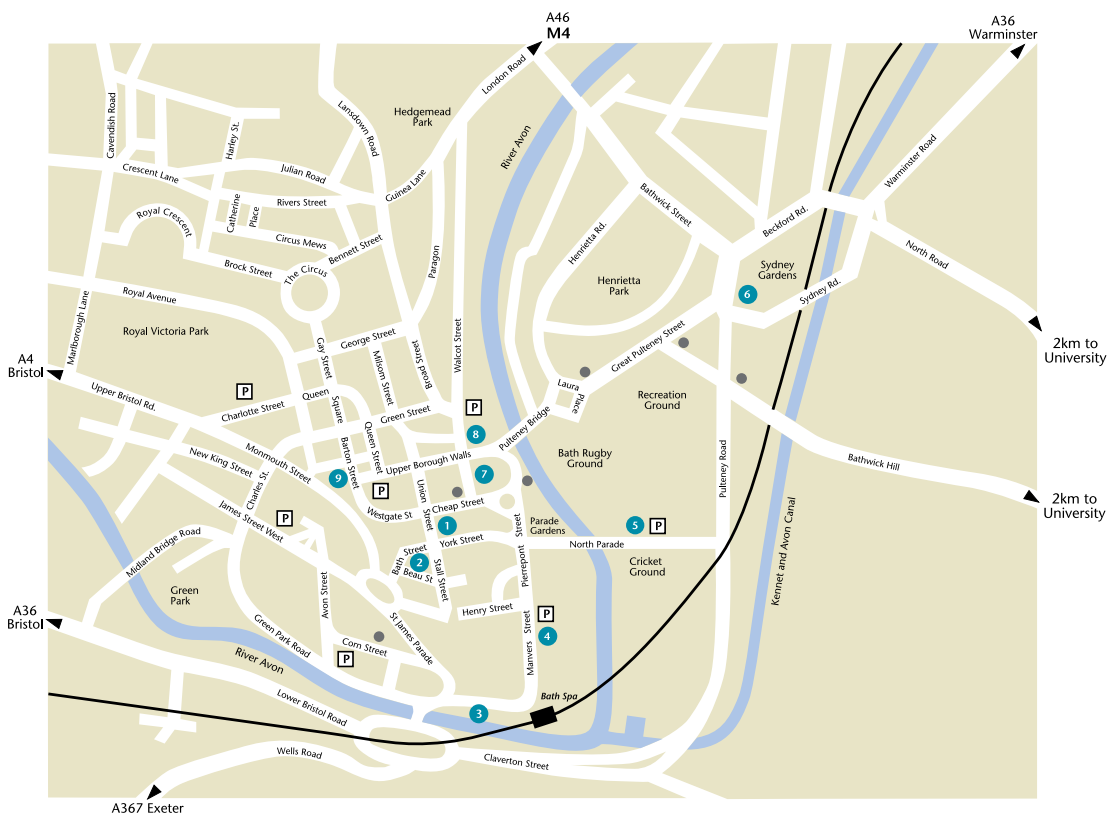 A46
M4
A36
Warminster
London Road
Hedgemead
Park
Lansdown Road
River Avon
Cavendish Road
Harley St.
Warminster Road
Crescent Lane
Julian Road
Guinea Lane
Bathwick Street
Rivers Street
Catherine
Place
Royal Crescent
Beckford Rd.
Circus Mews
Bennett Street
Henrietta Rd.
North Road
Brock Street
The Circus
Paragon
Sydney
Gardens
Henrietta
Park
6
Sydney Rd.
Royal Avenue
Marlborough Lane
Royal Victoria Park
George Street
Gay Street
Milsom Street
Broad Street
Walcot Street
Great Pulteney Street
2km to
University
A4
Bristol
Upper Bristol Rd.
P
Charlotte Street
Queen
Square
Green Street
P
Laura
Place
Recreation
Ground
Pulteney Bridge
8
Queen Street
Barton Street
Monmouth Street
New King Street
Charles St.
Upper Borough Walls
7
9
P
Bath Rugby
Ground
Pulteney Road
Bathwick Hill
2km to
University
Union
Street
Cheap Street
Westgate St.
James Street West
P
1
Parade
Gardens
5
P
Kennet and Avon Canal
York Street
Bath Street
2
Beau St
Stall Street
Pierrepont Street
North Parade
Cricket
Ground
Midland Bridge Road
Green
Park
Avon Street
Henry Street
P
4
Manvers Street
A36
Bristol
Green Park Road
St James Parade
Corn Street
P
River Avon
Lower Bristol Road
3
Bath Spa
Wells Road
Claverton Street
A367 Exeter